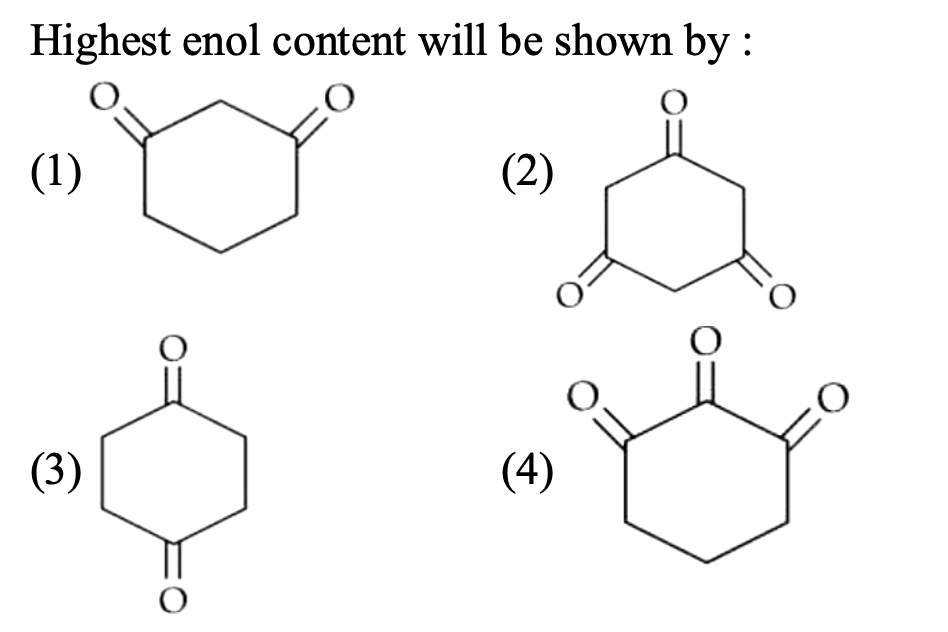 Highest enol content will be shown by :
O O
(1)
O
(2)
O O
O
(3)
O
O
O O
(4)